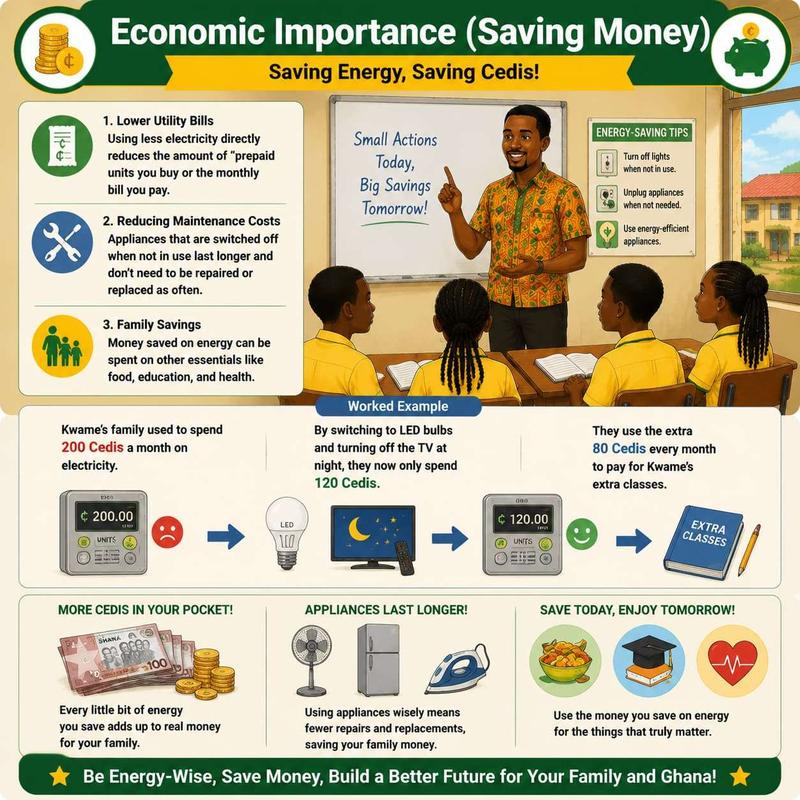 Economic Importance (Saving Money)
Saving Energy, Saving Cedis!
1. Lower Utility Bills
Using less electricity directly
reduces the amount of “prepaid
units you buy or the monthly
bill you pay.
2. Reducing Maintenance Costs
Appliances that are switched off
when not in use last longer and
don’t need to be repaired or
replaced as often.
3. Family Savings
Money saved on energy can be
spent on other essentials like
food, education, and health.
Small Actions
Today,
Big Savings
Tomorrow!
ENERGY-SAVING TIPS
Turn off lights
when not in use.
Unplug appliances
when not needed.
Use energy-efficient
appliances.
Worked Example
Kwame’s family used to spend
200 Cedis a month on
electricity.
₵ 200.00
UNITS
By switching to LED bulbs
and turning off the TV at
night, they now only spend
120 Cedis.
LED
₵ 120.00
UNITS
They use the extra
80 Cedis every month
to pay for Kwame’s
extra classes.
EXTRA
CLASSES
MORE CEDIS IN YOUR POCKET!
100
Every little bit of energy
you save adds up to real money
for your family.
APPLIANCES LAST LONGER!
Using appliances wisely means
fewer repairs and replacements,
saving your family money.
SAVE TODAY, ENJOY TOMORROW!
Use the money you save on energy
for the things that truly matter.
Be Energy-Wise, Save Money, Build a Better Future for Your Family and Ghana!